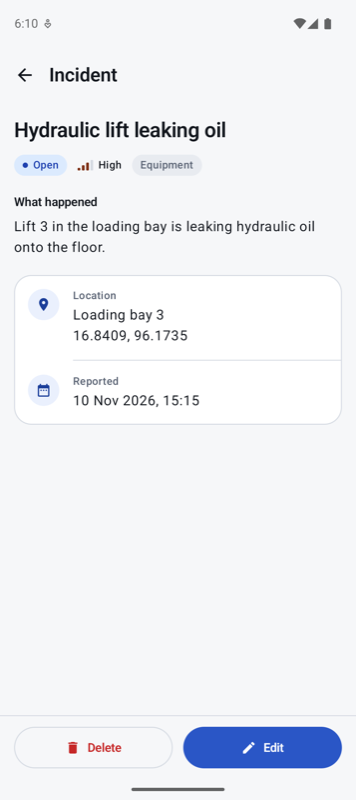 6:10
Incident
Hydraulic lift leaking oil
Open
High
Equipment
What happened
Lift 3 in the loading bay is leaking hydraulic oil
onto the floor.
Location
Loading bay 3
16.8409, 96.1735
Reported
10 Nov 2026, 15:15
Delete
Edit